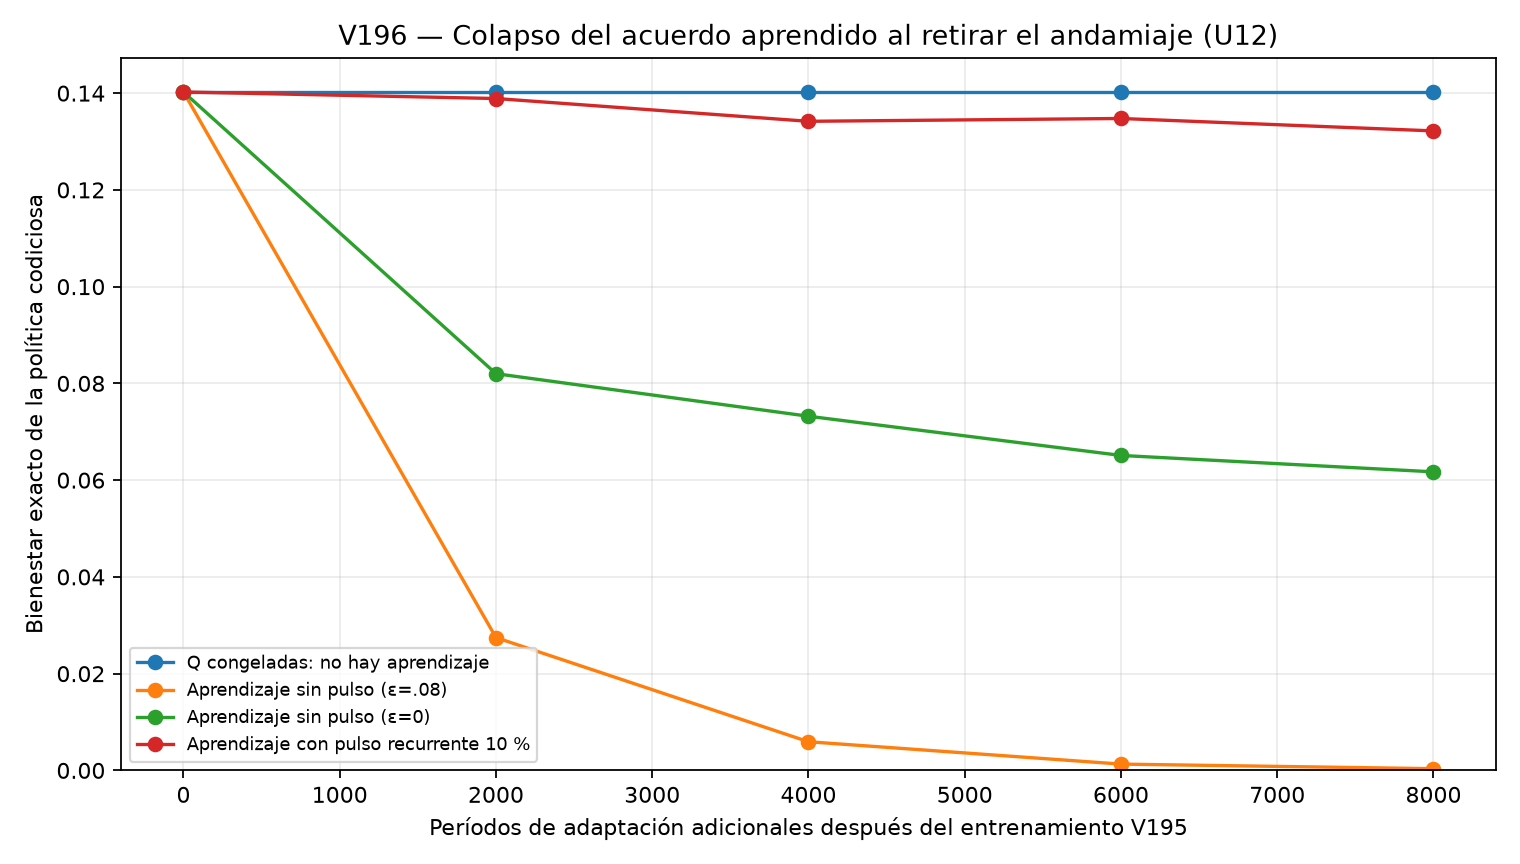 V196 — Colapso del acuerdo aprendido al retirar el andamiaje (U12)
Bienestar exacto de la política codiciosa
0.14
0.12
0.10
0.08
0.06
0.04
0.02
0.00
Q congeladas: no hay aprendizaje
Aprendizaje sin pulso (ε=.08)
Aprendizaje sin pulso (ε=0)
Aprendizaje con pulso recurrente 10 %
0 1000 2000 3000 4000 5000 6000 7000 8000
Períodos de adaptación adicionales después del entrenamiento V195